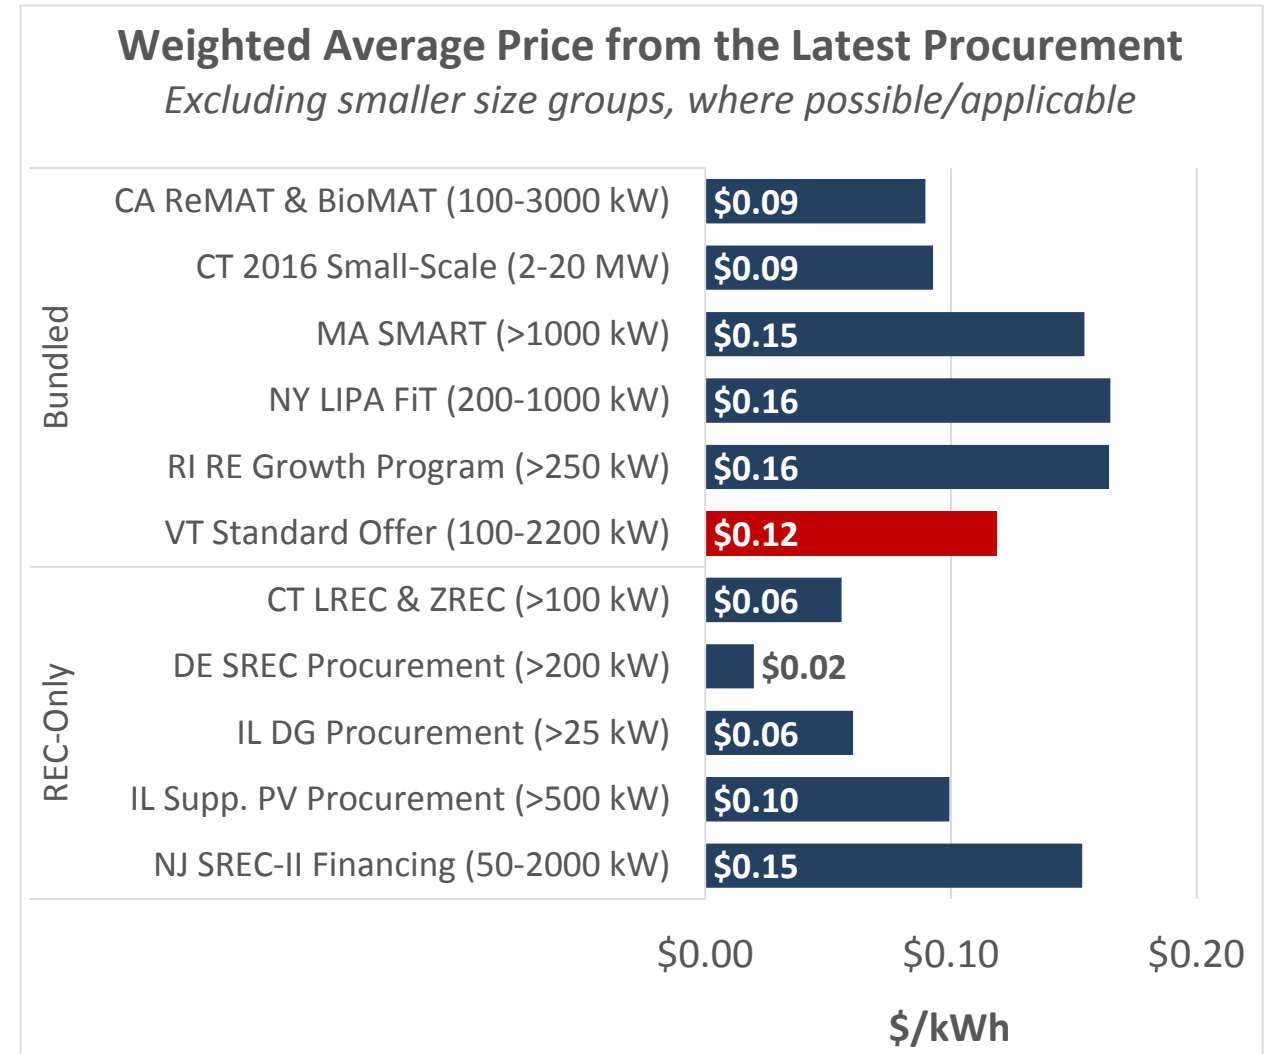 Weighted Average Price from the Latest Procurement
Excluding smaller size groups, where possible/applicable
Bundled
CA ReMAT & BioMAT (100-3000 kW) $0.09
CT 2016 Small-Scale (2-20 MW) $0.09
MA SMART (>1000 kW) $0.15
NY LIPA FiT (200-1000 kW) $0.16
RI RE Growth Program (>250 kW) $0.16
VT Standard Offer (100-2200 kW) $0.12
REC-Only
CT LREC & ZREC (>100 kW) $0.06
DE SREC Procurement (>200 kW) $0.02
IL DG Procurement (>25 kW) $0.06
IL Supp. PV Procurement (>500 kW) $0.10
NJ SREC-II Financing (50-2000 kW) $0.15
$0.00 $0.10 $0.20
$/kWh